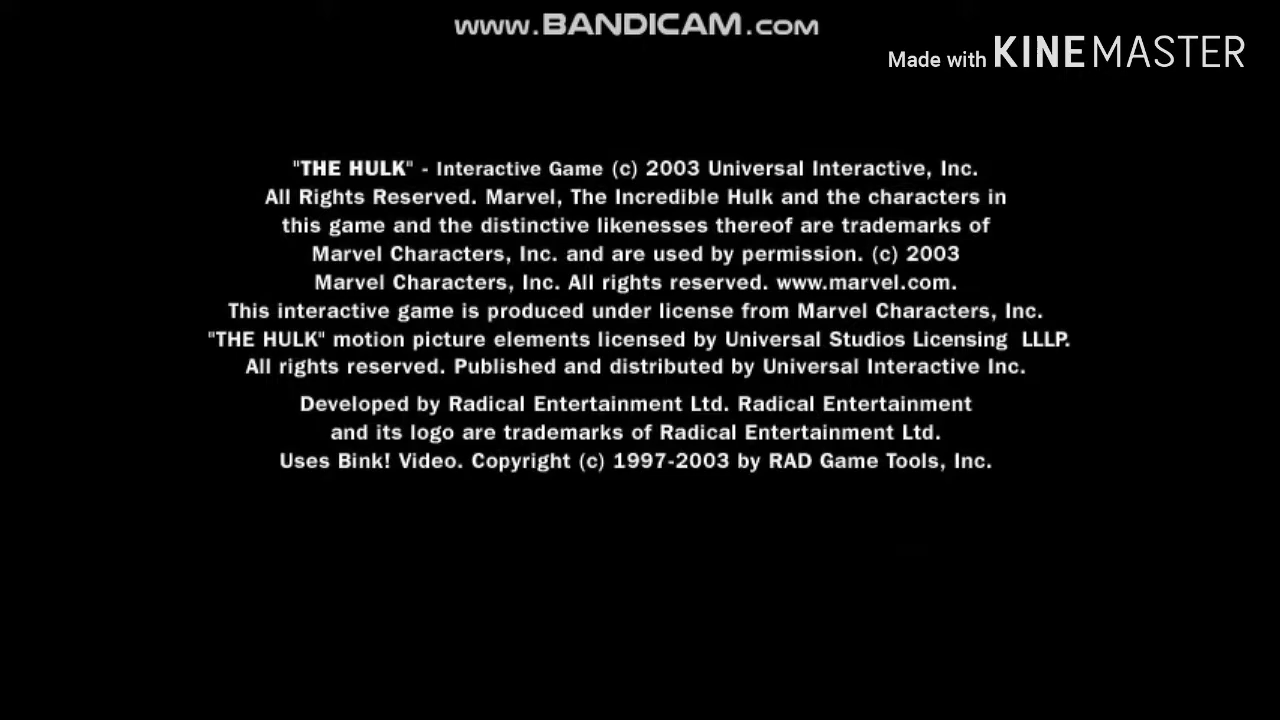 www.BANDICAM.com
Made with KINEMASTER
"THE HULK" - Interactive Game (c) 2003 Universal Interactive, Inc.
All Rights Reserved. Marvel, The Incredible Hulk and the characters in
this game and the distinctive likenesses thereof are trademarks of
Marvel Characters, Inc. and are used by permission. (c) 2003
Marvel Characters, Inc. All rights reserved. www.marvel.com.
This interactive game is produced under license from Marvel Characters, Inc.
"THE HULK" motion picture elements licensed by Universal Studios Licensing LLLP.
All rights reserved. Published and distributed by Universal Interactive Inc.
Developed by Radical Entertainment Ltd. Radical Entertainment
and its logo are trademarks of Radical Entertainment Ltd.
Uses Bink! Video. Copyright (c) 1997-2003 by RAD Game Tools, Inc.